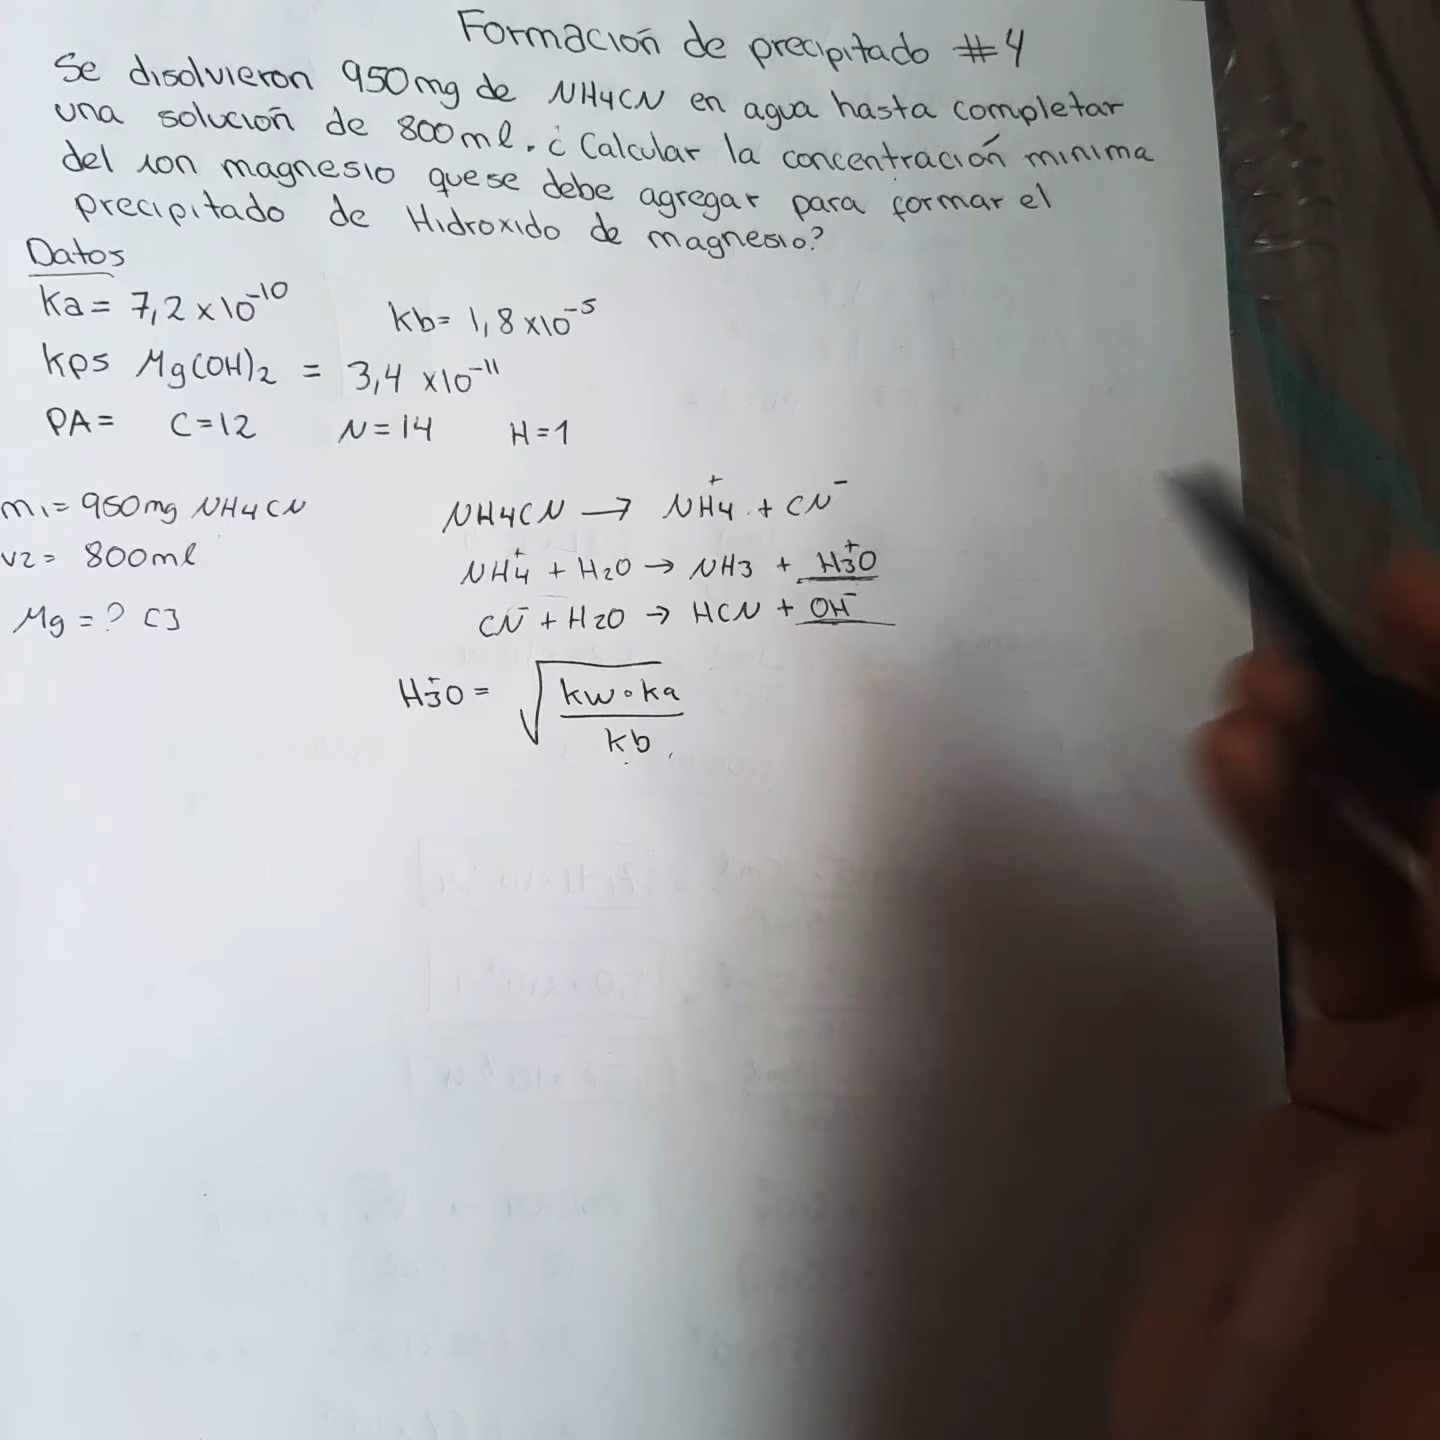 Formación de precipitado #4
Se disolvieron 950mg de NH4CN en agua hasta completar
una solución de 800ml. ¿Calcular la concentración minima
del ion magnesio que se debe agregar para formar el
precipitado de Hidroxido de magnesio?
Datos
Ka = 7,2 x 10⁻¹⁰ kb = 1,8 x10⁻⁵
Kps Mg(OH)₂ = 3,4 x10⁻¹¹
PA= C=12 N=14 H=1
m1= 950mg NH4CN NH4CN → NH4⁺ + CN⁻
V2= 800ml NH4⁺ + H2O → NH3 + H3O⁺
Mg = ? [] CN⁻ + H2O → HCN + OH⁻
H3O⁺ = √ kw · ka
kb